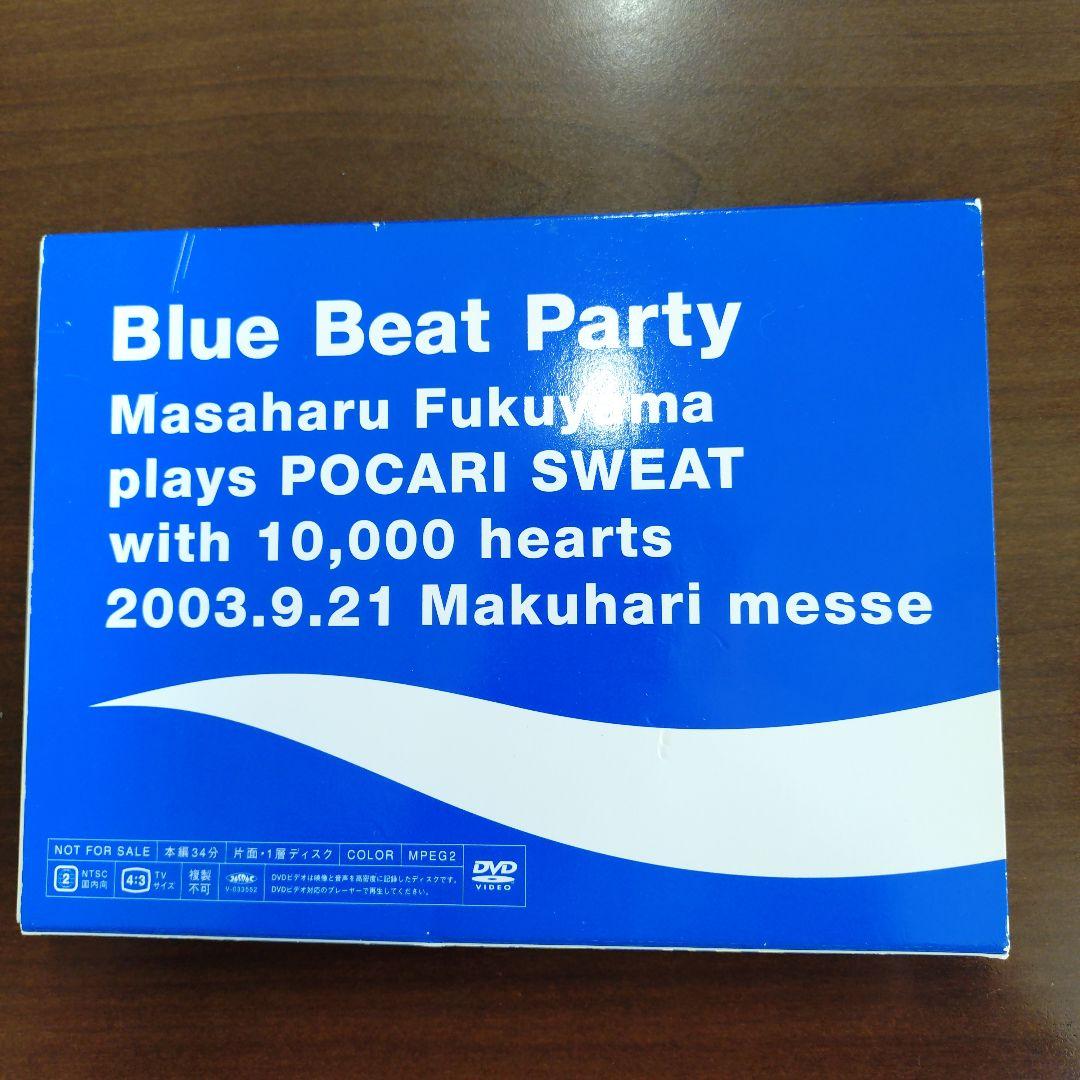 Blue Beat Party
Masaharu Fukuyama
plays POCARI SWEAT
with 10,000 hearts
2003.9.21 Makuhari messe
NOT FOR SALE 本編34分 片面・1層ディスク COLOR MPEG2
2 NTSC 国内向 4:3 TV サイズ 複製不可 V-033552
DVDビデオは映像と音声を高密度に記録したディスクです。
DVDビデオ対応のプレーヤーで再生してください。
DVD
VIDEO